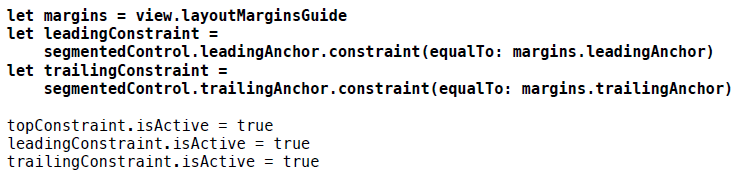 let margins = view.layoutMarginsGuide
let leadingConstraint =
    segmentedControl.leadingAnchor.constraint(equalTo: margins.leadingAnchor)
let trailingConstraint =
    segmentedControl.trailingAnchor.constraint(equalTo: margins.trailingAnchor)

topConstraint.isActive = true
leadingConstraint.isActive = true
trailingConstraint.isActive = true